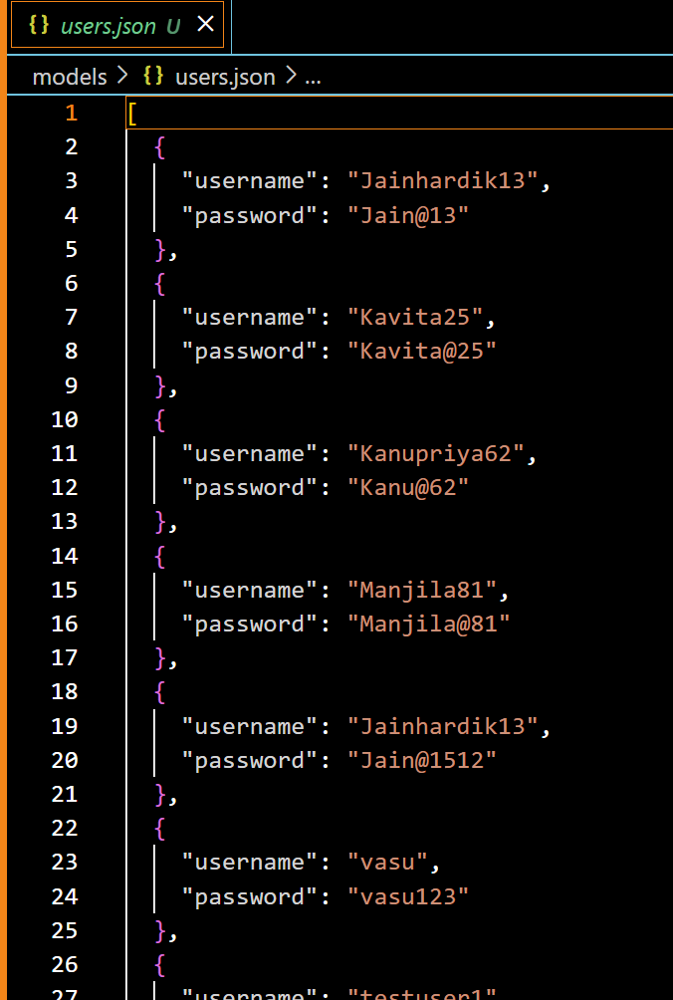 {} users.json U ×
models > {} users.json > ...
1 [
2 {
3 "username": "Jainhardik13",
4 "password": "Jain@13"
5 },
6 {
7 "username": "Kavita25",
8 "password": "Kavita@25"
9 },
10 {
11 "username": "Kanupriya62",
12 "password": "Kanu@62"
13 },
14 {
15 "username": "Manjila81",
16 "password": "Manjila@81"
17 },
18 {
19 "username": "Jainhardik13",
20 "password": "Jain@1512"
21 },
22 {
23 "username": "vasu",
24 "password": "vasu123"
25 },
26 {
27 "username": "testuser1"